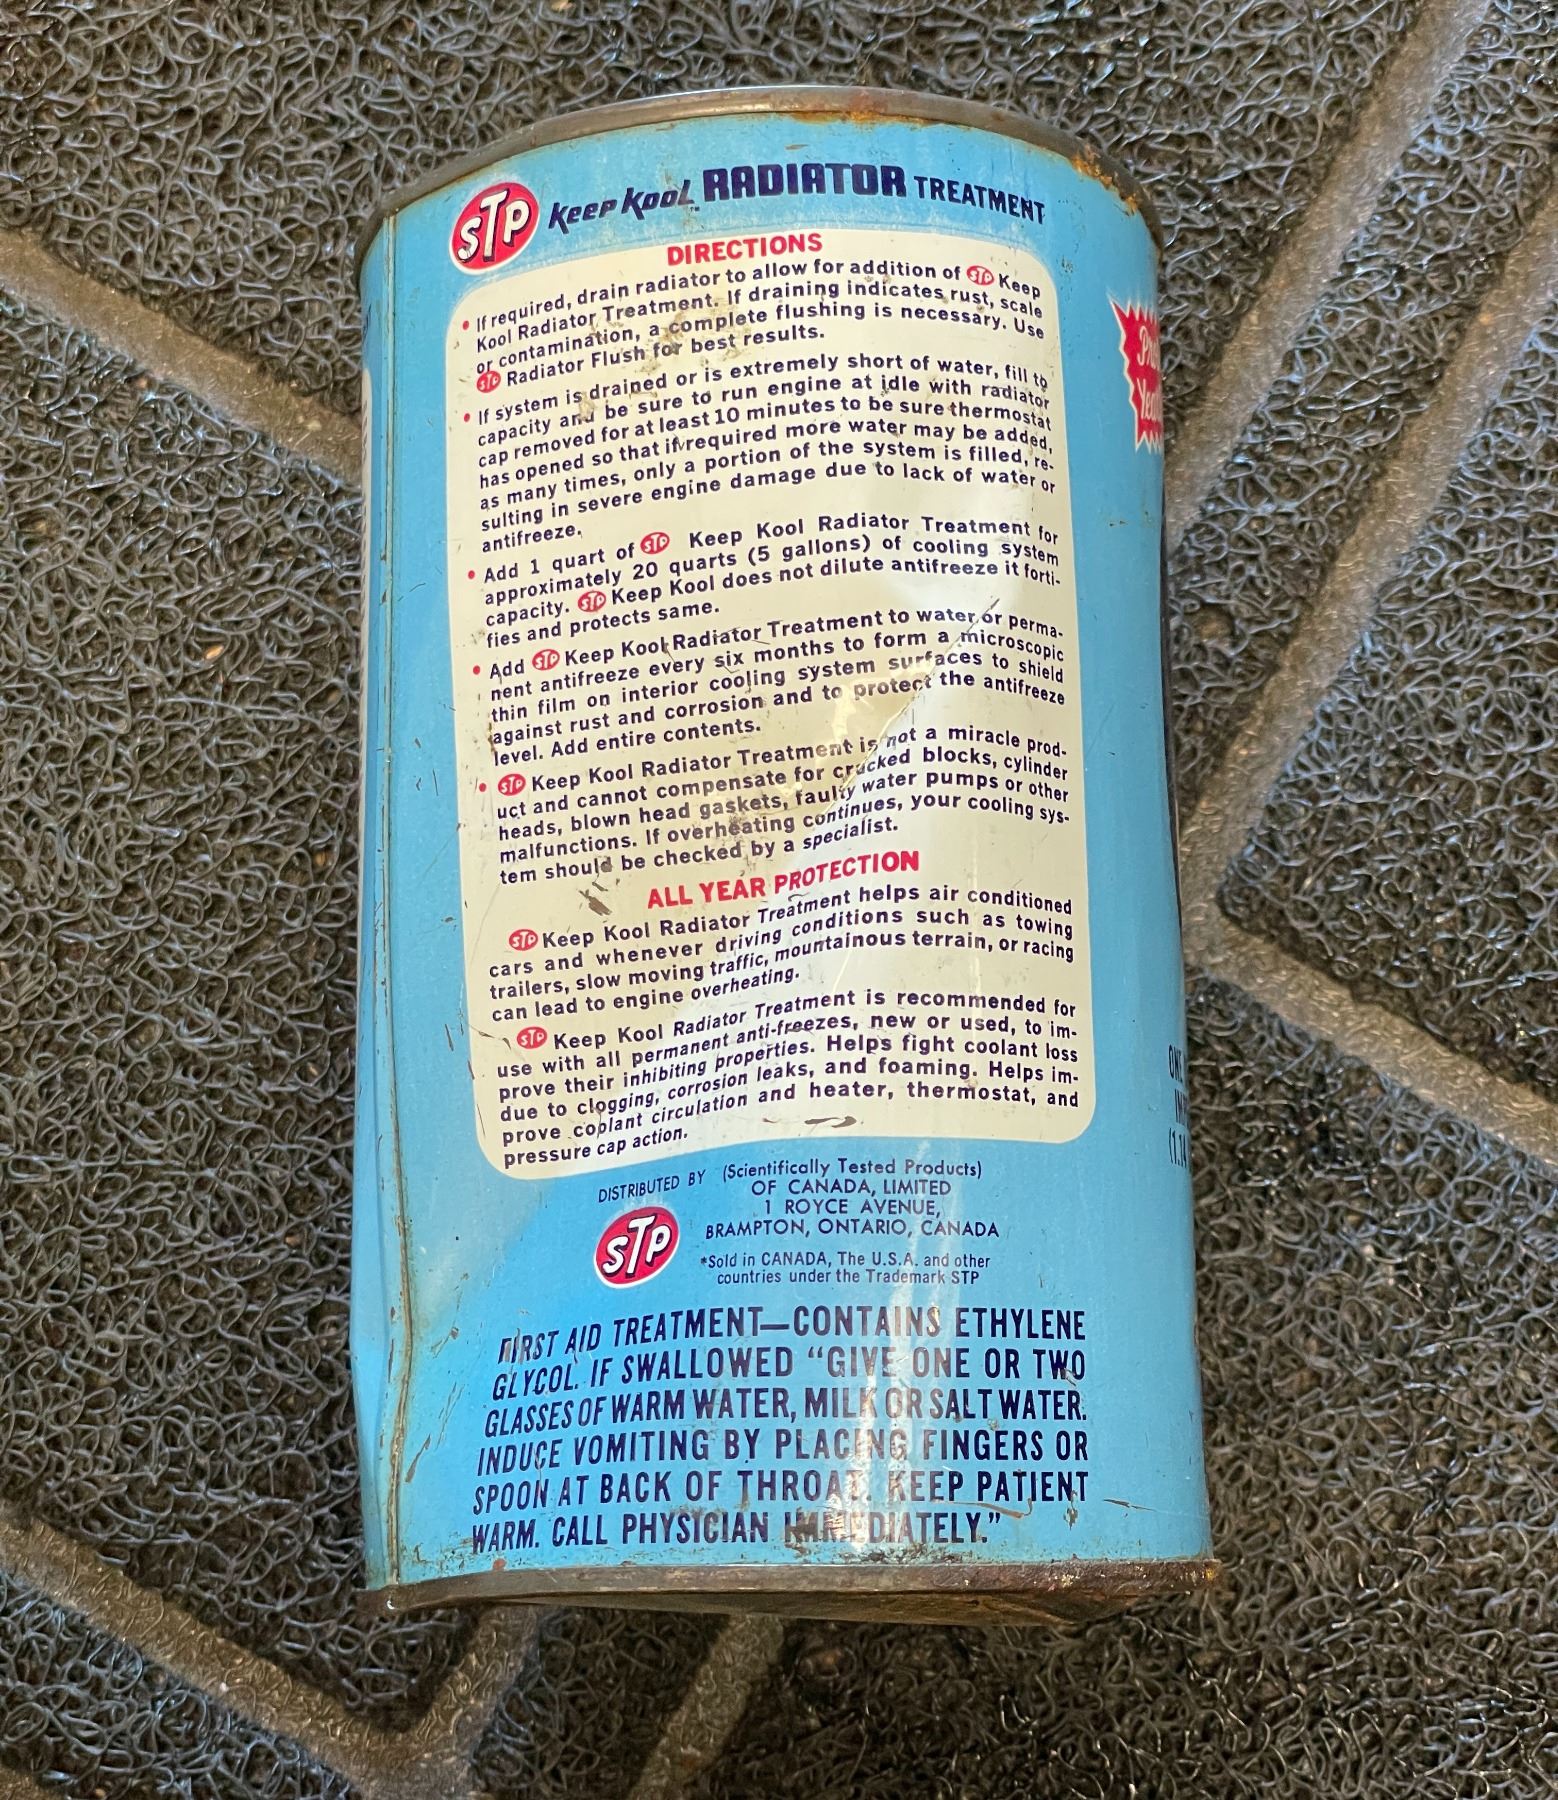 STP Keep Kool™ RADIATOR TREATMENT
DIRECTIONS
• If required, drain radiator to allow for addition of STP Keep
Kool Radiator Treatment. If draining indicates rust, scale
or contamination, a complete flushing is necessary. Use
STP Radiator Flush for best results.
• If system is drained or is extremely short of water, fill to
capacity and be sure to run engine at idle with radiator
cap removed for at least 10 minutes to be sure thermostat
has opened so that if required more water may be added,
as many times, only a portion of the system is filled, re-
sulting in severe engine damage due to lack of water or
antifreeze.
• Add 1 quart of STP Keep Kool Radiator Treatment for
approximately 20 quarts (5 gallons) of cooling system
capacity. STP Keep Kool does not dilute antifreeze it forti-
fies and protects same.
• Add STP Keep Kool Radiator Treatment to water or perma-
nent antifreeze every six months to form a microscopic
thin film on interior cooling system surfaces to shield
against rust and corrosion and to protect the antifreeze
level. Add entire contents.
• STP Keep Kool Radiator Treatment is not a miracle prod-
uct and cannot compensate for cracked blocks, cylinder
heads, blown head gaskets, faulty water pumps or other
malfunctions. If overheating continues, your cooling sys-
tem should be checked by a specialist.
ALL YEAR PROTECTION
STP Keep Kool Radiator Treatment helps air conditioned
cars and whenever driving conditions such as towing
trailers, slow moving traffic, mountainous terrain, or racing
can lead to engine overheating.
STP Keep Kool Radiator Treatment is recommended for
use with all permanent anti-freezes, new or used, to im-
prove their inhibiting properties. Helps fight coolant loss
due to clogging, corrosion leaks, and foaming. Helps im-
prove coolant circulation and heater, thermostat, and
pressure cap action.
DISTRIBUTED BY (Scientifically Tested Products)
OF CANADA, LIMITED
1 ROYCE AVENUE,
BRAMPTON, ONTARIO, CANADA
STP
*Sold in CANADA, The U.S.A. and other
countries under the Trademark STP
FIRST AID TREATMENT—CONTAINS ETHYLENE
GLYCOL. IF SWALLOWED “GIVE ONE OR TWO
GLASSES OF WARM WATER, MILK OR SALT WATER.
INDUCE VOMITING BY PLACING FINGERS OR
SPOON AT BACK OF THROAT. KEEP PATIENT
WARM. CALL PHYSICIAN IMMEDIATELY.”